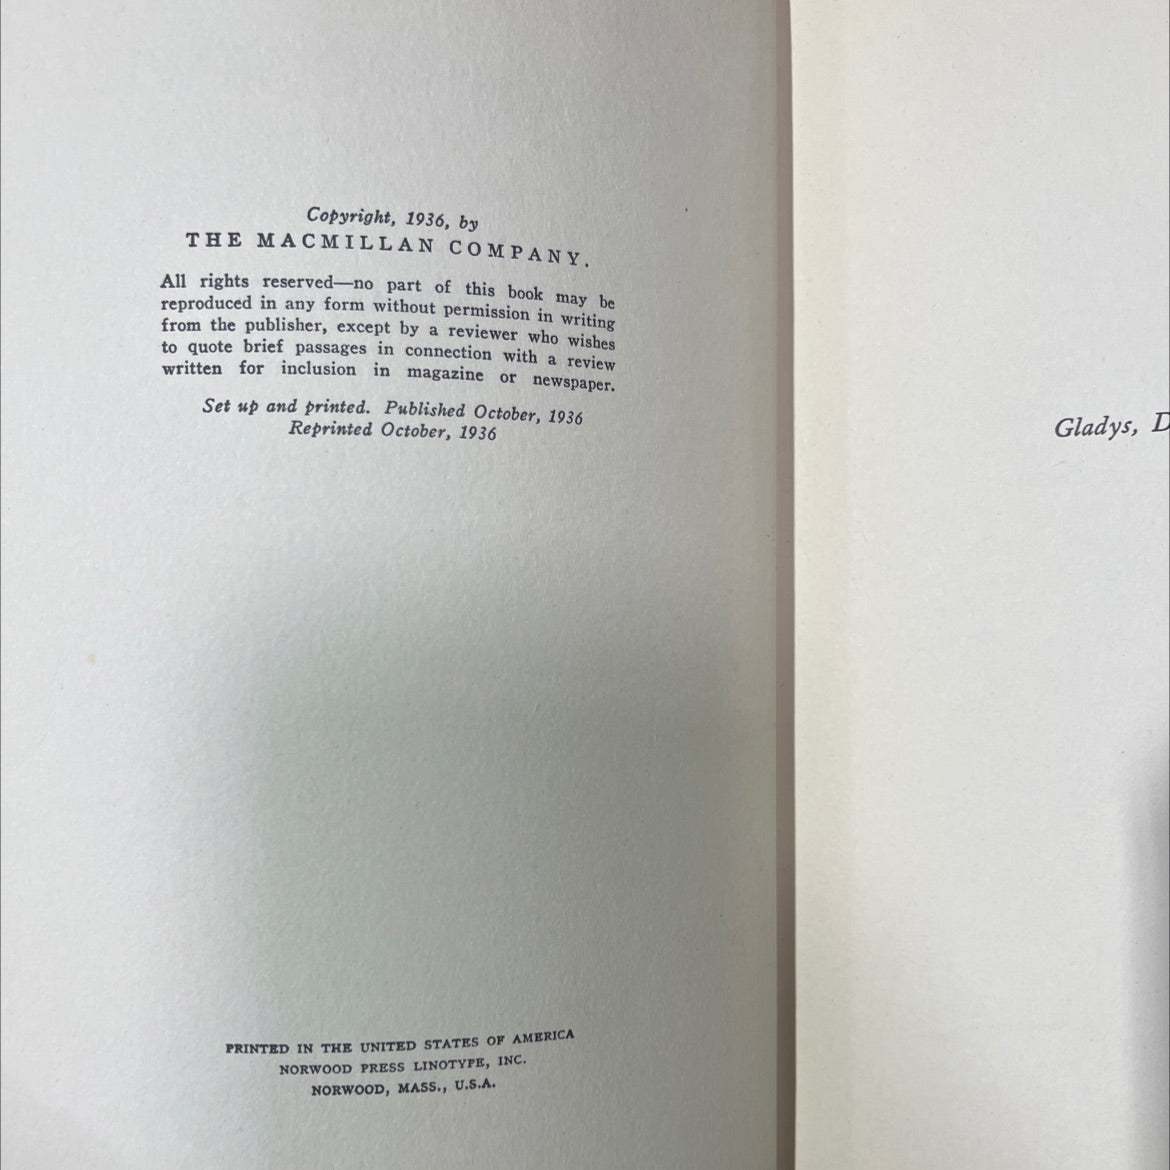 Copyright, 1936, by
THE MACMILLAN COMPANY.
All rights reserved—no part of this book may be
reproduced in any form without permission in writing
from the publisher, except by a reviewer who wishes
to quote brief passages in connection with a review
written for inclusion in magazine or newspaper.
Set up and printed. Published October, 1936
Reprinted October, 1936
PRINTED IN THE UNITED STATES OF AMERICA
NORWOOD PRESS LINOTYPE, INC.
NORWOOD, MASS., U.S.A.
Gladys,